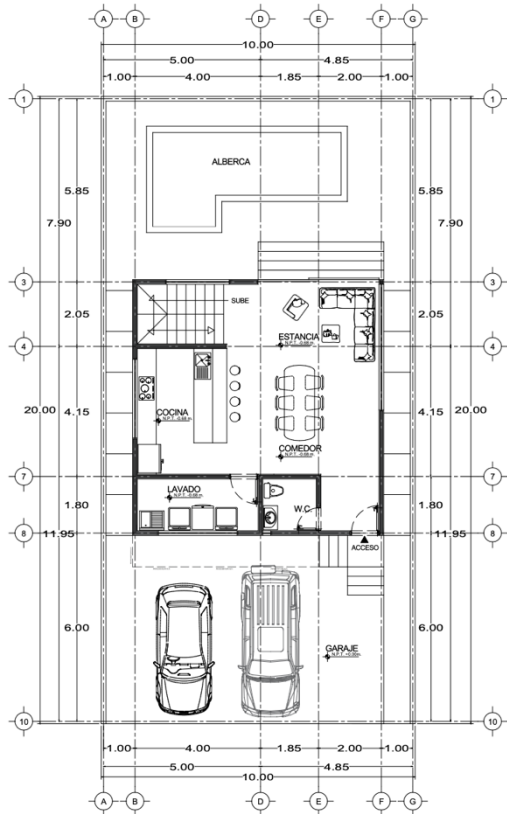 A B D E F G
10.00
5.00 4.85
1.00 4.00 1.85 2.00 1.00
1 1
ALBERCA
5.85 5.85
7.90 7.90
3 3
SUBE
2.05 2.05
ESTANCIA
4 4
20.00 4.15 4.15 20.00
COCINA
COMEDOR
7 7
LAVADO
1.80 W.C. 1.80
8 8
11.95 11.95
ACCESO
6.00 6.00
GARAJE
10 10
1.00 4.00 1.85 2.00 1.00
5.00 4.85
10.00
A B D E F G